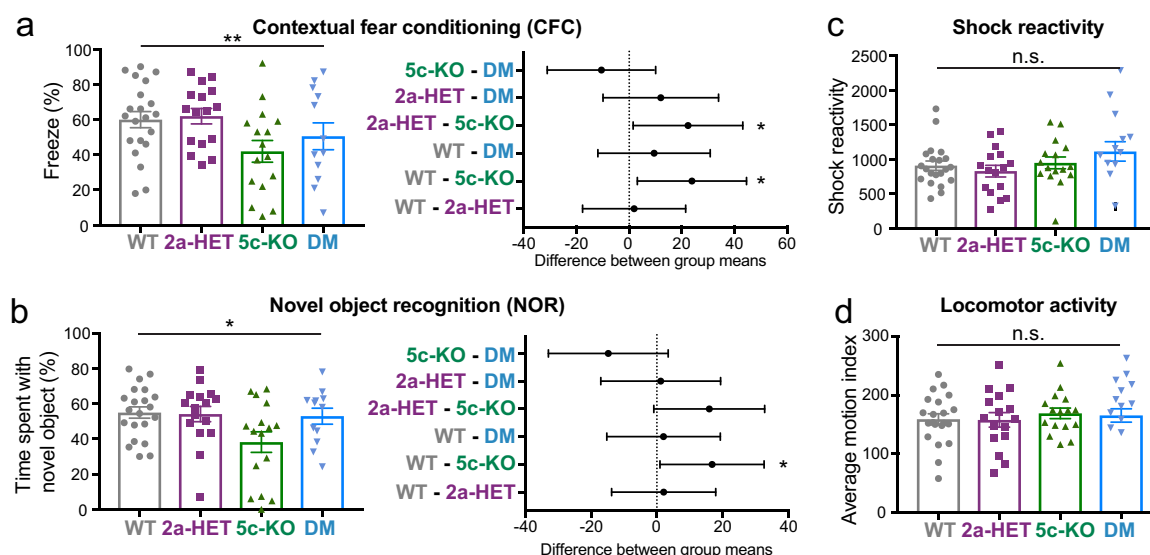 a
Contextual fear conditioning (CFC)
Freeze (%)
100
80
60
40
20
0
**
WT 2a-HET 5c-KO DM
5c-KO - DM
2a-HET - DM
2a-HET - 5c-KO
*
WT - DM
WT - 5c-KO
*
WT - 2a-HET
-40 -20 0 20 40 60
Difference between group means
b
Novel object recognition (NOR)
Time spent with
novel object (%)
100
80
60
40
20
0
*
WT 2a-HET 5c-KO DM
5c-KO - DM
2a-HET - DM
2a-HET - 5c-KO
WT - DM
WT - 5c-KO
*
WT - 2a-HET
-40 -20 0 20 40
Difference between group means
c
Shock reactivity
Shock reactivity
2500
2000
1500
1000
500
0
n.s.
WT 2a-HET 5c-KO DM
d
Locomotor activity
Average motion index
300
200
100
0
n.s.
WT 2a-HET 5c-KO DM